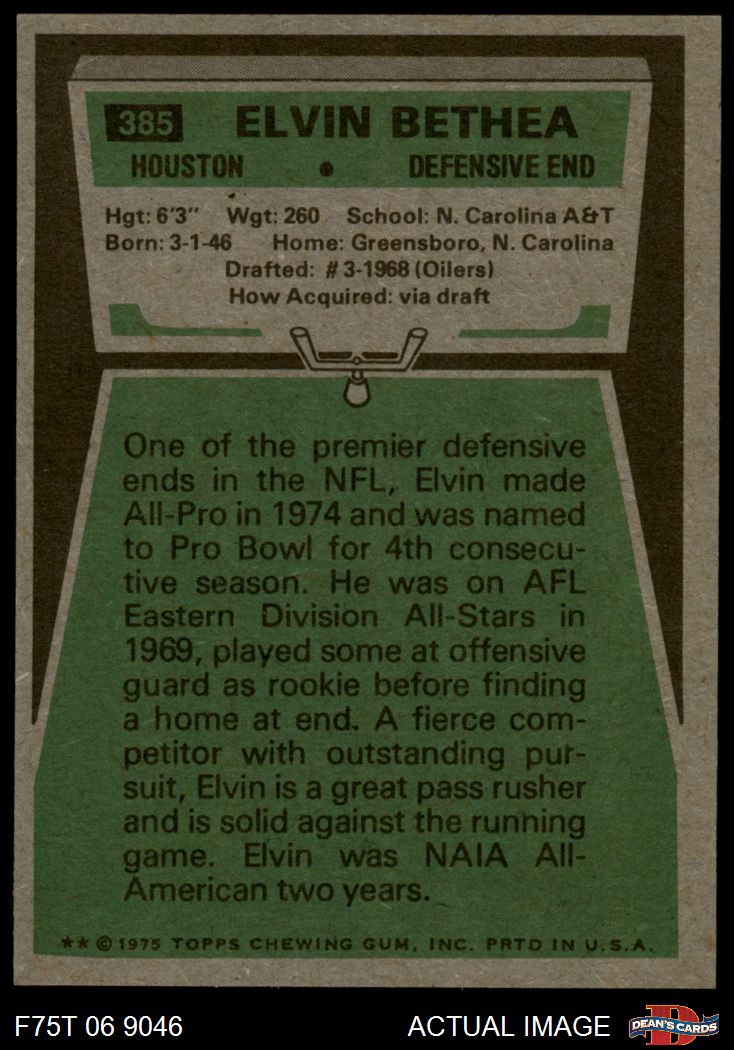 385 ELVIN BETHEA
HOUSTON • DEFENSIVE END
Hgt: 6'3" Wgt: 260 School: N. Carolina A&T
Born: 3-1-46 Home: Greensboro, N. Carolina
Drafted: #3-1968 (Oilers)
How Acquired: via draft
One of the premier defensive
ends in the NFL, Elvin made
All-Pro in 1974 and was named
to Pro Bowl for 4th consecu-
tive season. He was on AFL
Eastern Division All-Stars in
1969, played some at offensive
guard as rookie before finding
a home at end. A fierce com-
petitor with outstanding pur-
suit, Elvin is a great pass rusher
and is solid against the running
game. Elvin was NAIA All-
American two years.
** © 1975 TOPPS CHEWING GUM, INC. PRTD IN U.S.A.
F75T 06 9046 ACTUAL IMAGE DEAN'S CARDS